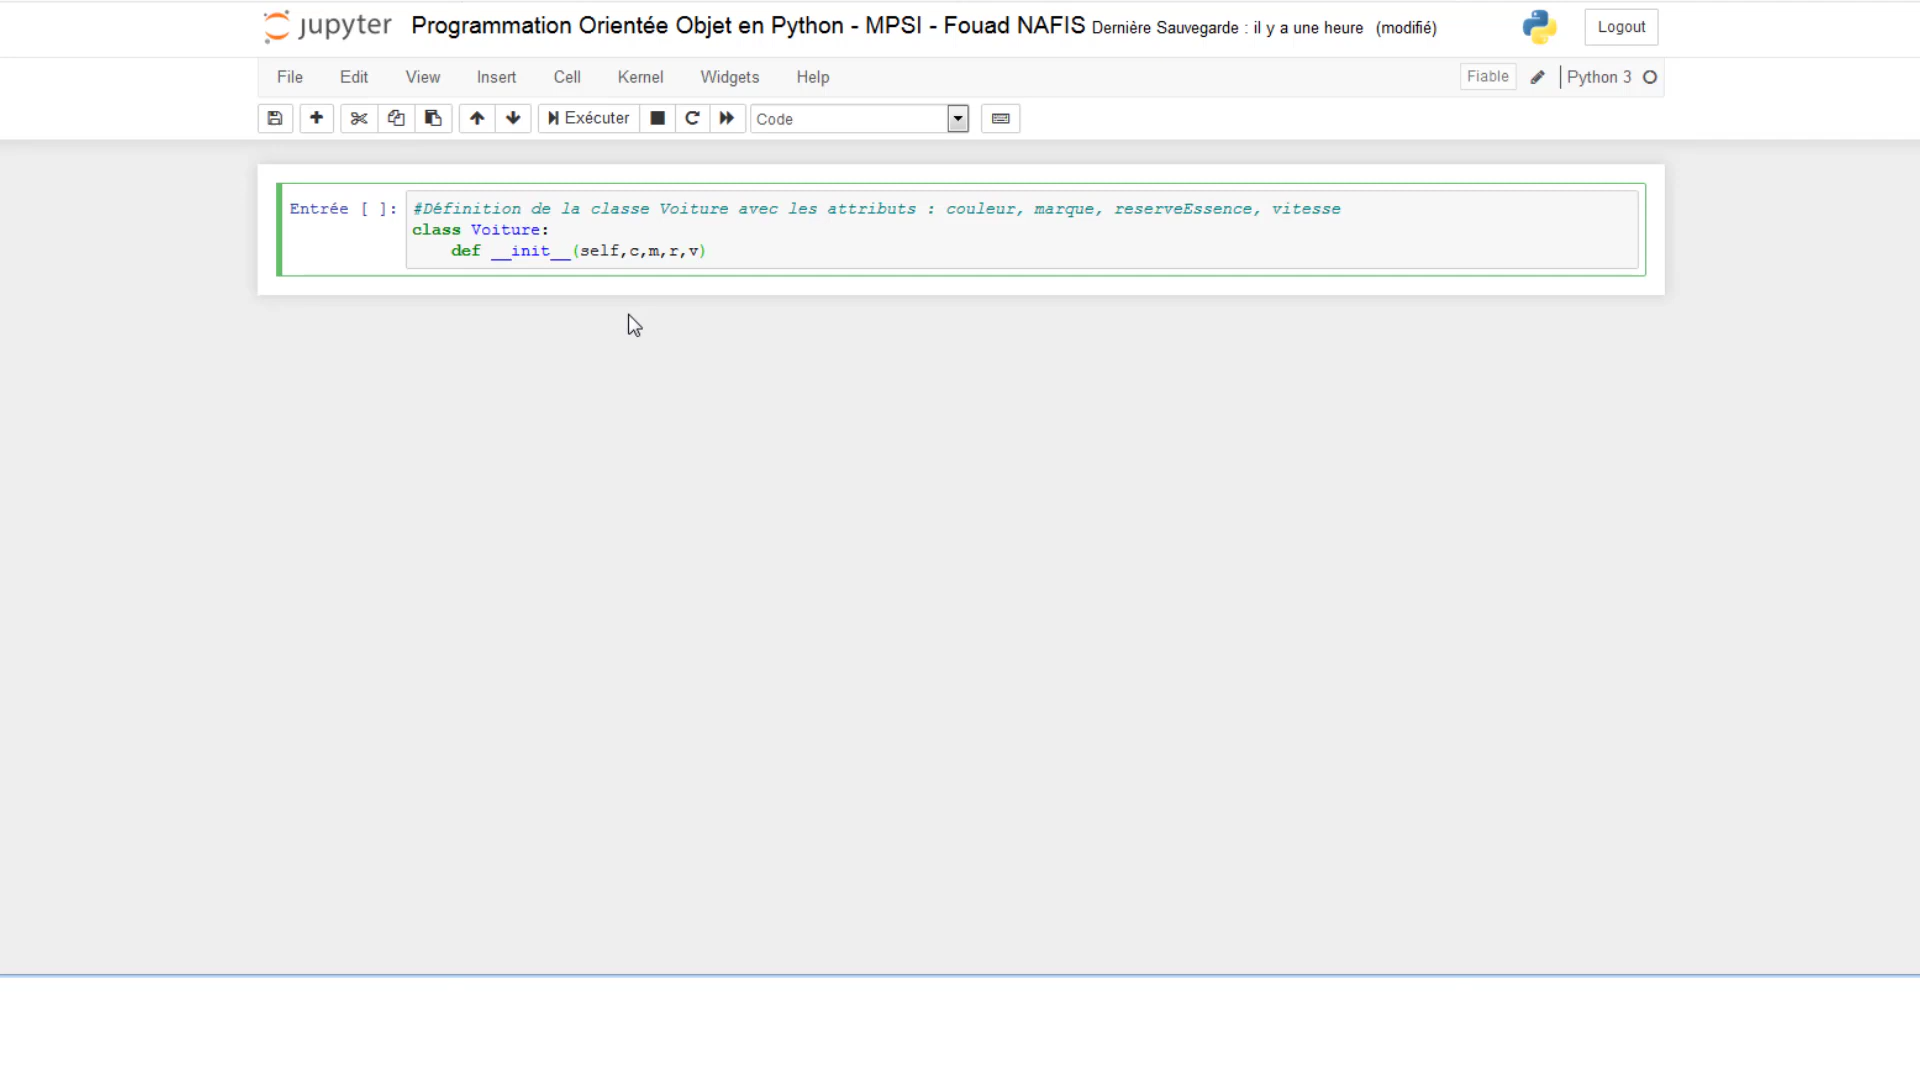 jupyter Programmation Orientée Objet en Python - MPSI - Fouad NAFIS Dernière Sauvegarde : il y a une heure (modifié) Logout
File Edit View Insert Cell Kernel Widgets Help Fiable Python 3
Exécuter Code
Entrée [ ]: #Définition de la classe Voiture avec les attributs : couleur, marque, reserveEssence, vitesse
class Voiture:
    def __init__(self,c,m,r,v)